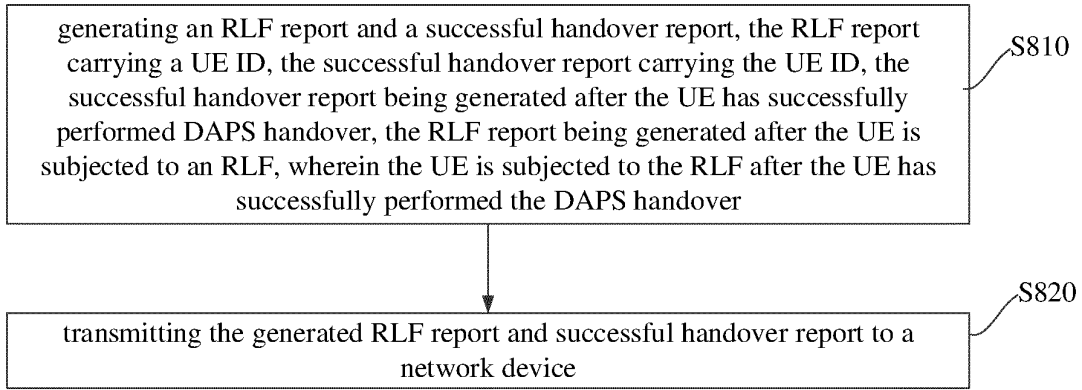 generating an RLF report and a successful handover report, the RLF report
carrying a UE ID, the successful handover report carrying the UE ID, the
successful handover report being generated after the UE has successfully
performed DAPS handover, the RLF report being generated after the UE is
subjected to an RLF, wherein the UE is subjected to the RLF after the UE has
successfully performed the DAPS handover
S810
transmitting the generated RLF report and successful handover report to a
network device
S820